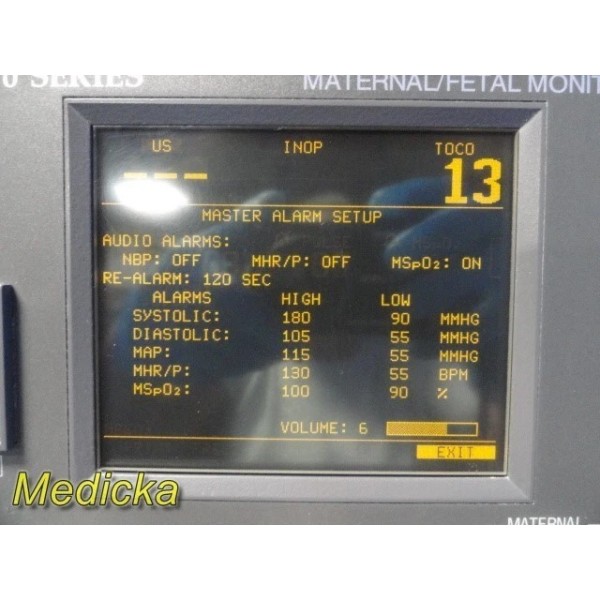 0 SERIES MATERNAL/FETAL MONIT
US INOP TOCO
--- 13
MASTER ALARM SETUP
AUDIO ALARMS:
NBP: OFF MHR/P: OFF MSpO₂: ON
RE-ALARM: 120 SEC
ALARMS HIGH LOW
SYSTOLIC: 180 90 MMHG
DIASTOLIC: 105 55 MMHG
MAP: 115 55 MMHG
MHR/P: 130 55 BPM
MSpO₂: 100 90 %
VOLUME: 6
EXIT
Medicka
MATERNAL